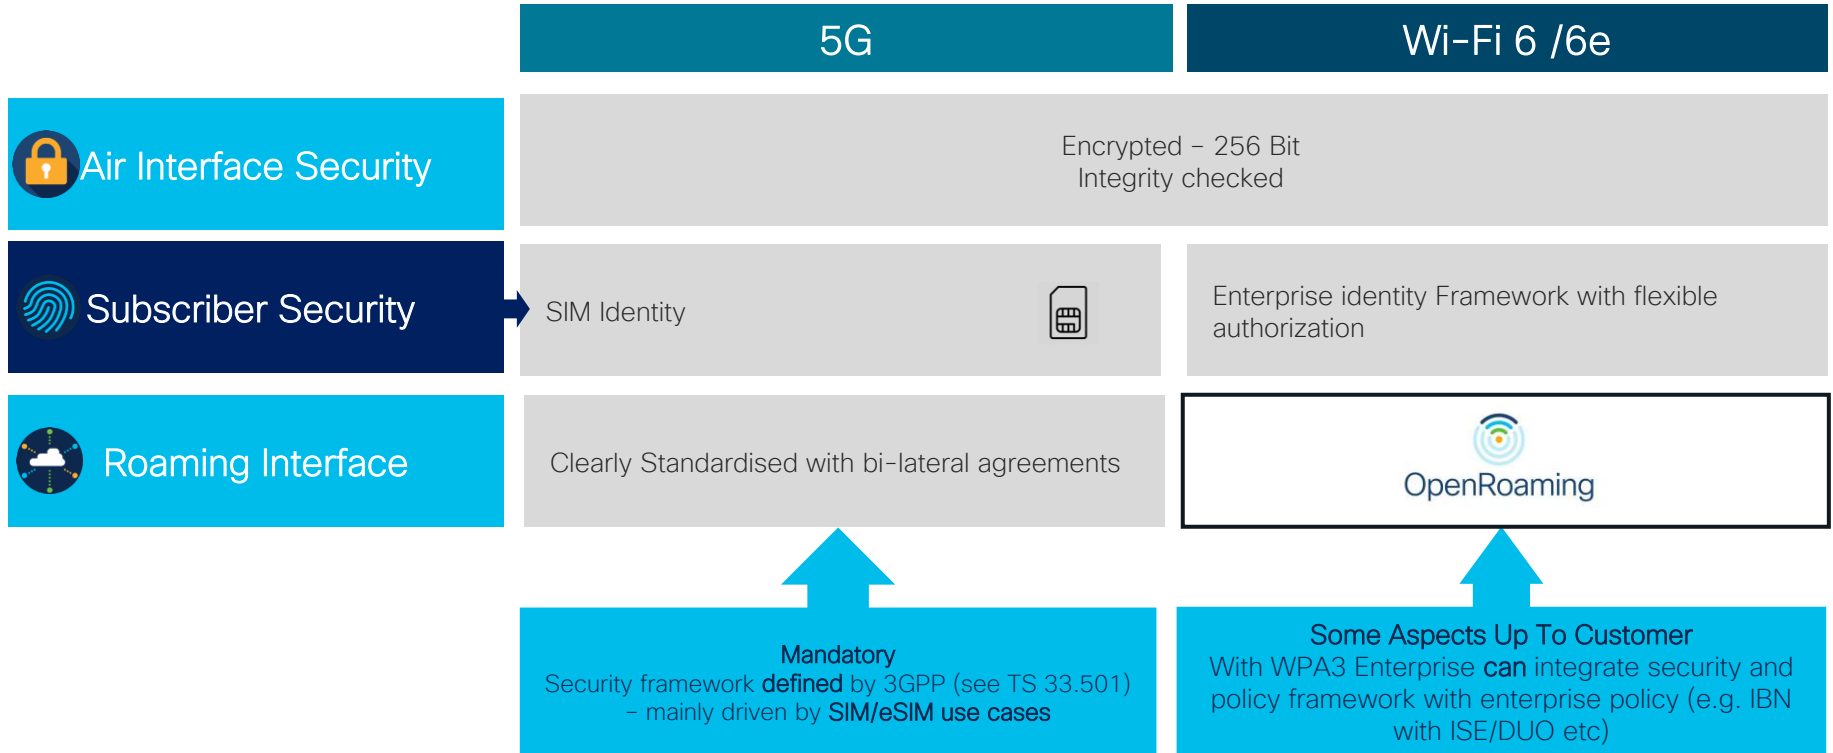 5G
Wi-Fi 6 /6e
Air Interface Security
Encrypted – 256 Bit
Integrity checked
Subscriber Security
SIM Identity
Enterprise identity Framework with flexible
authorization
Roaming Interface
Clearly Standardised with bi-lateral agreements
OpenRoaming
Mandatory
Security framework defined by 3GPP (see TS 33.501)
– mainly driven by SIM/eSIM use cases
Some Aspects Up To Customer
With WPA3 Enterprise can integrate security and
policy framework with enterprise policy (e.g. IBN
with ISE/DUO etc)